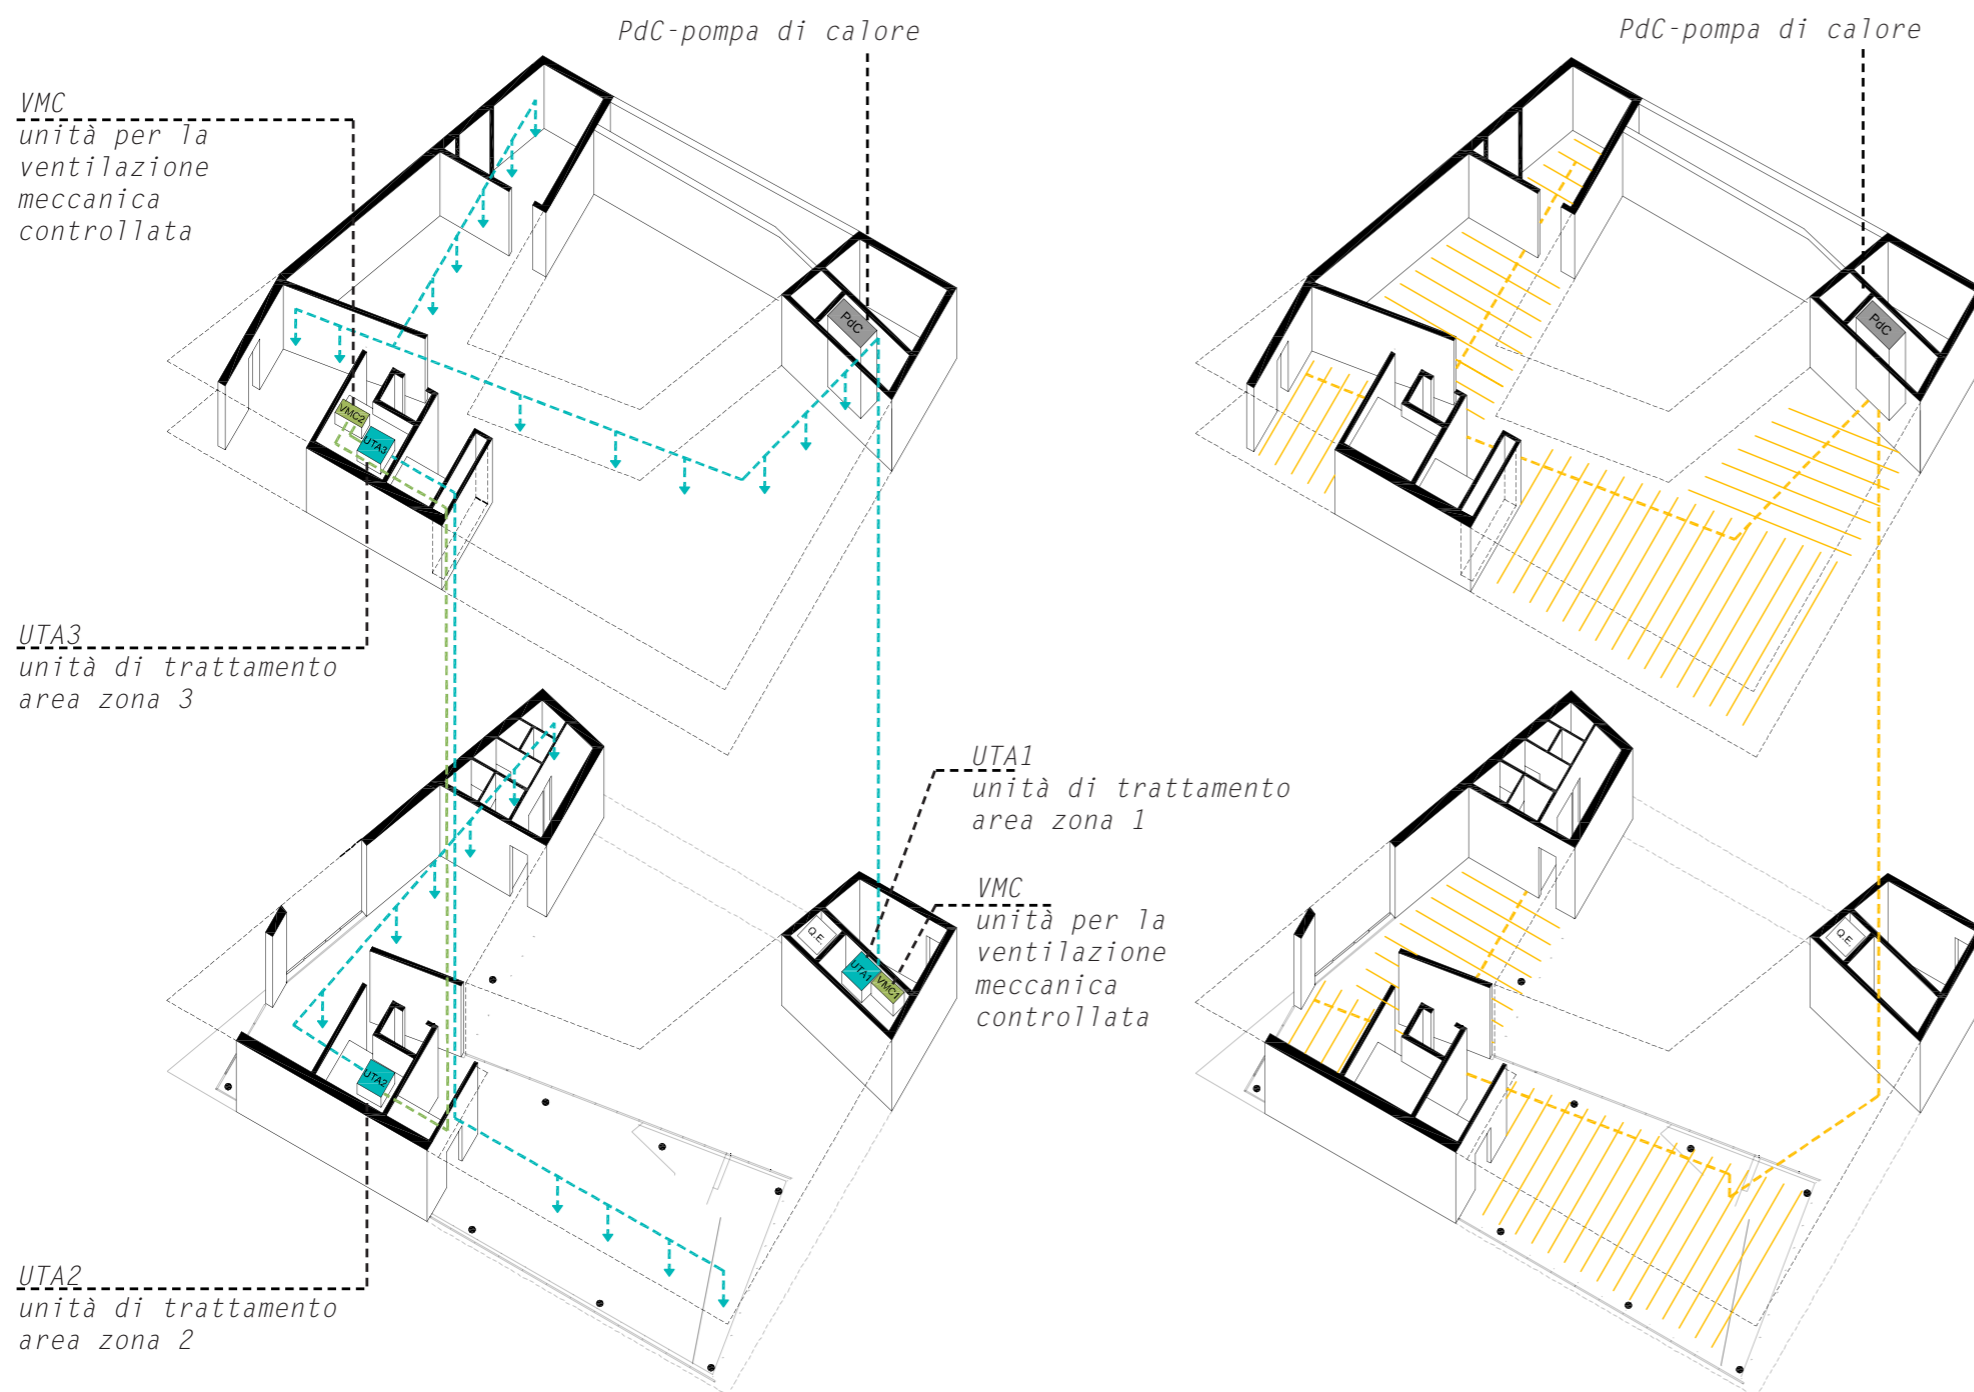 PdC-pompa di calore
VMC
unità per la
ventilazione
meccanica
controllata
PdC
VMC2
UTA3
UTA3
unità di trattamento
area zona 3
UTA1
unità di trattamento
area zona 1
VMC
unità per la
ventilazione
meccanica
controllata
Q.E.
UTA1
VMC1
UTA2
UTA2
unità di trattamento
area zona 2
PdC-pompa di calore
PdC
Q.E.